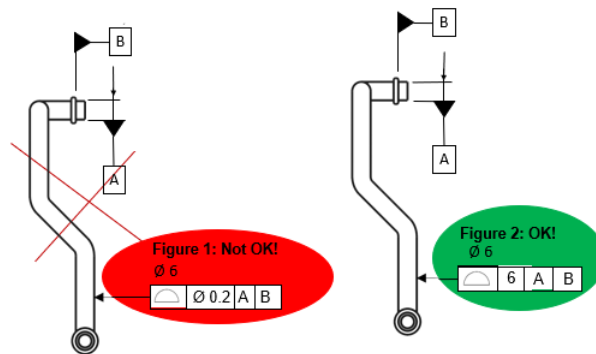 B
B
A
A
Figure 1: Not OK!
Ø 6
Ø 0.2 A B
Figure 2: OK!
Ø 6
6 A B